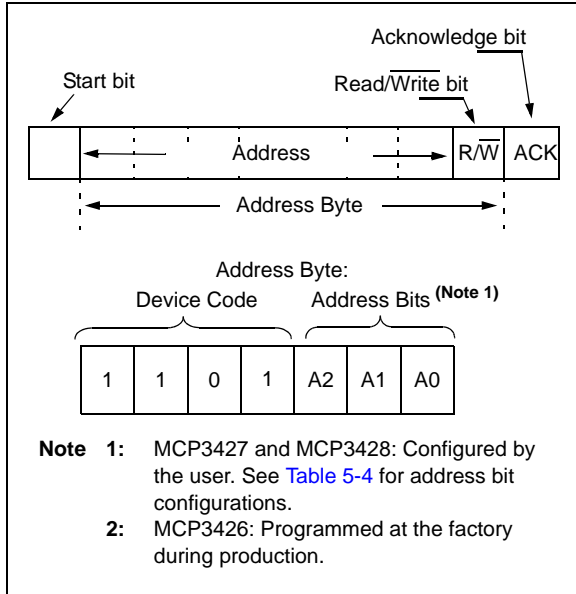 Acknowledge bit
Start bit
Read/Write bit
Address
R/W
ACK
Address Byte
Address Byte:
Device Code
Address Bits (Note 1)
1 1 0 1 A2 A1 A0
Note 1: MCP3427 and MCP3428: Configured by
the user. See Table 5-4 for address bit
configurations.
2: MCP3426: Programmed at the factory
during production.